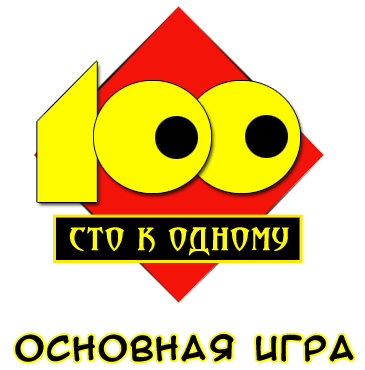 100
СТО К ОДНОМУ
ОСНОВНАЯ ИГРА